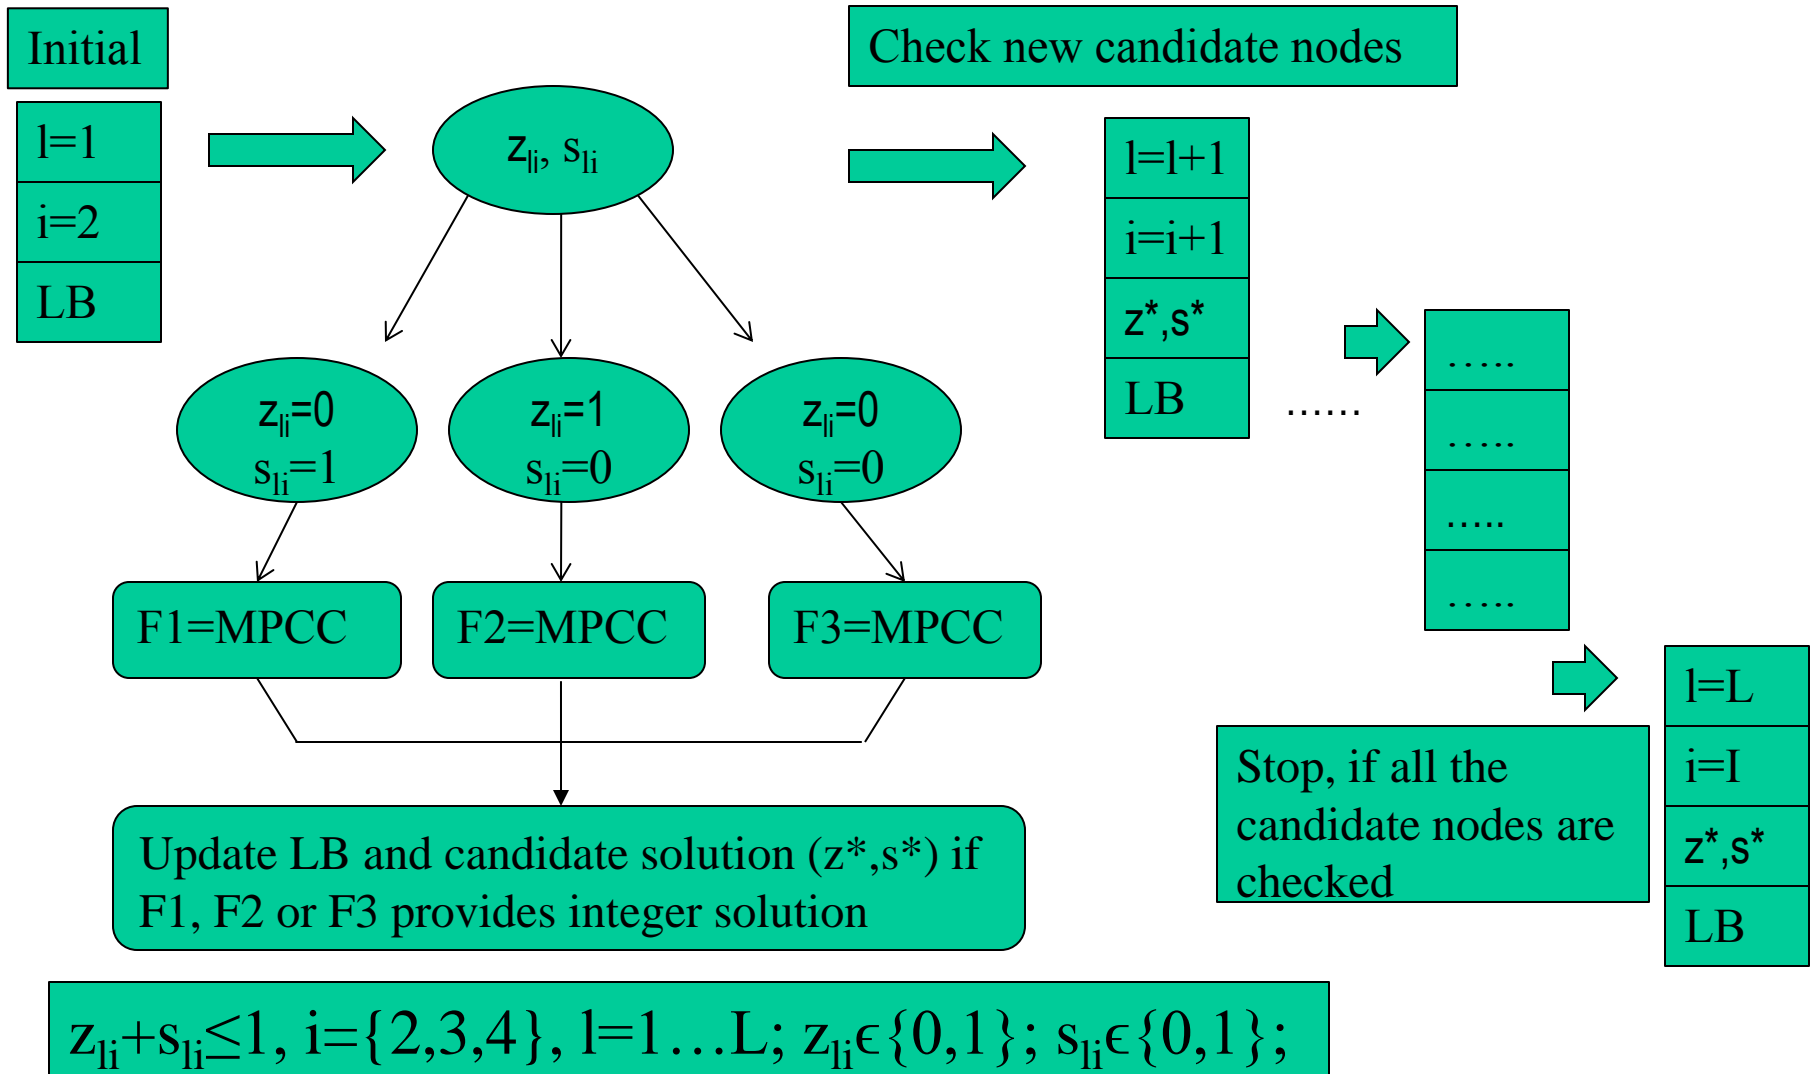 Initial
l=1
i=2
LB
z_li, s_li
z_li=0
s_li=1
z_li=1
s_li=0
z_li=0
s_li=0
F1=MPCC
F2=MPCC
F3=MPCC
Update LB and candidate solution (z*,s*) if
F1, F2 or F3 provides integer solution
Check new candidate nodes
l=l+1
i=i+1
z*,s*
LB
......
.....
.....
.....
.....
Stop, if all the
candidate nodes are
checked
l=L
i=I
z*,s*
LB
z_li+s_li≤1, i={2,3,4}, l=1…L; z_liϵ{0,1}; s_liϵ{0,1};